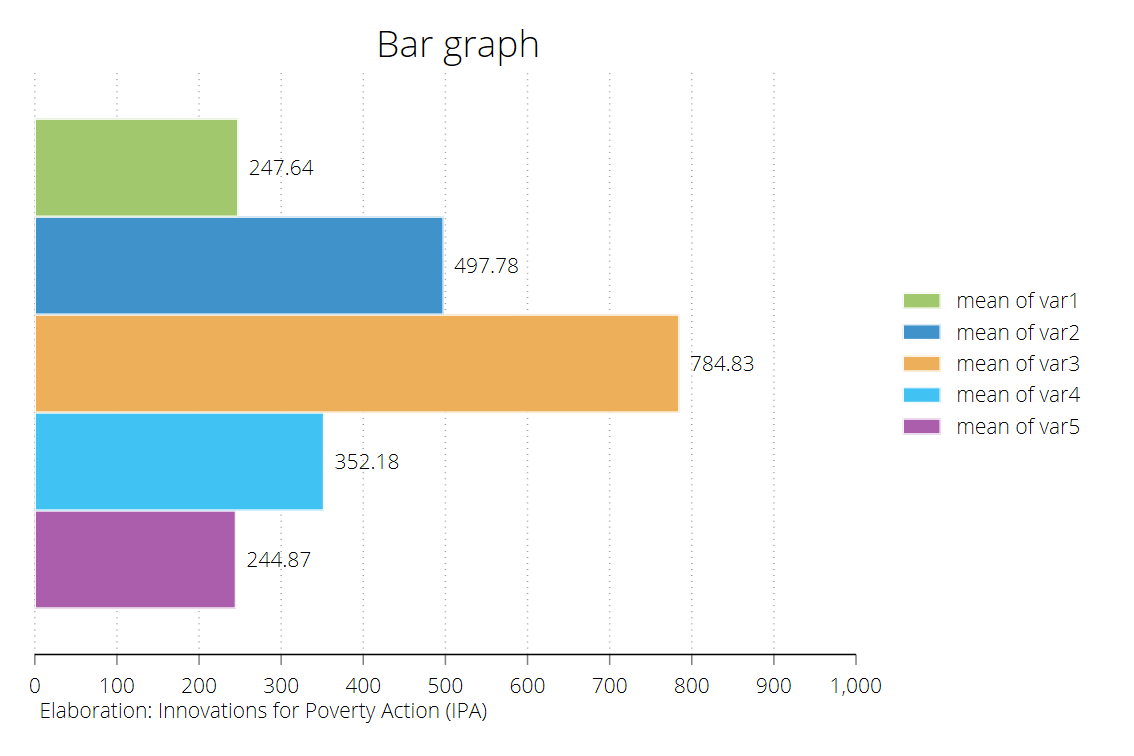 Bar graph
247.64
497.78
784.83
352.18
244.87
mean of var1
mean of var2
mean of var3
mean of var4
mean of var5
0 100 200 300 400 500 600 700 800 900 1,000
Elaboration: Innovations for Poverty Action (IPA)